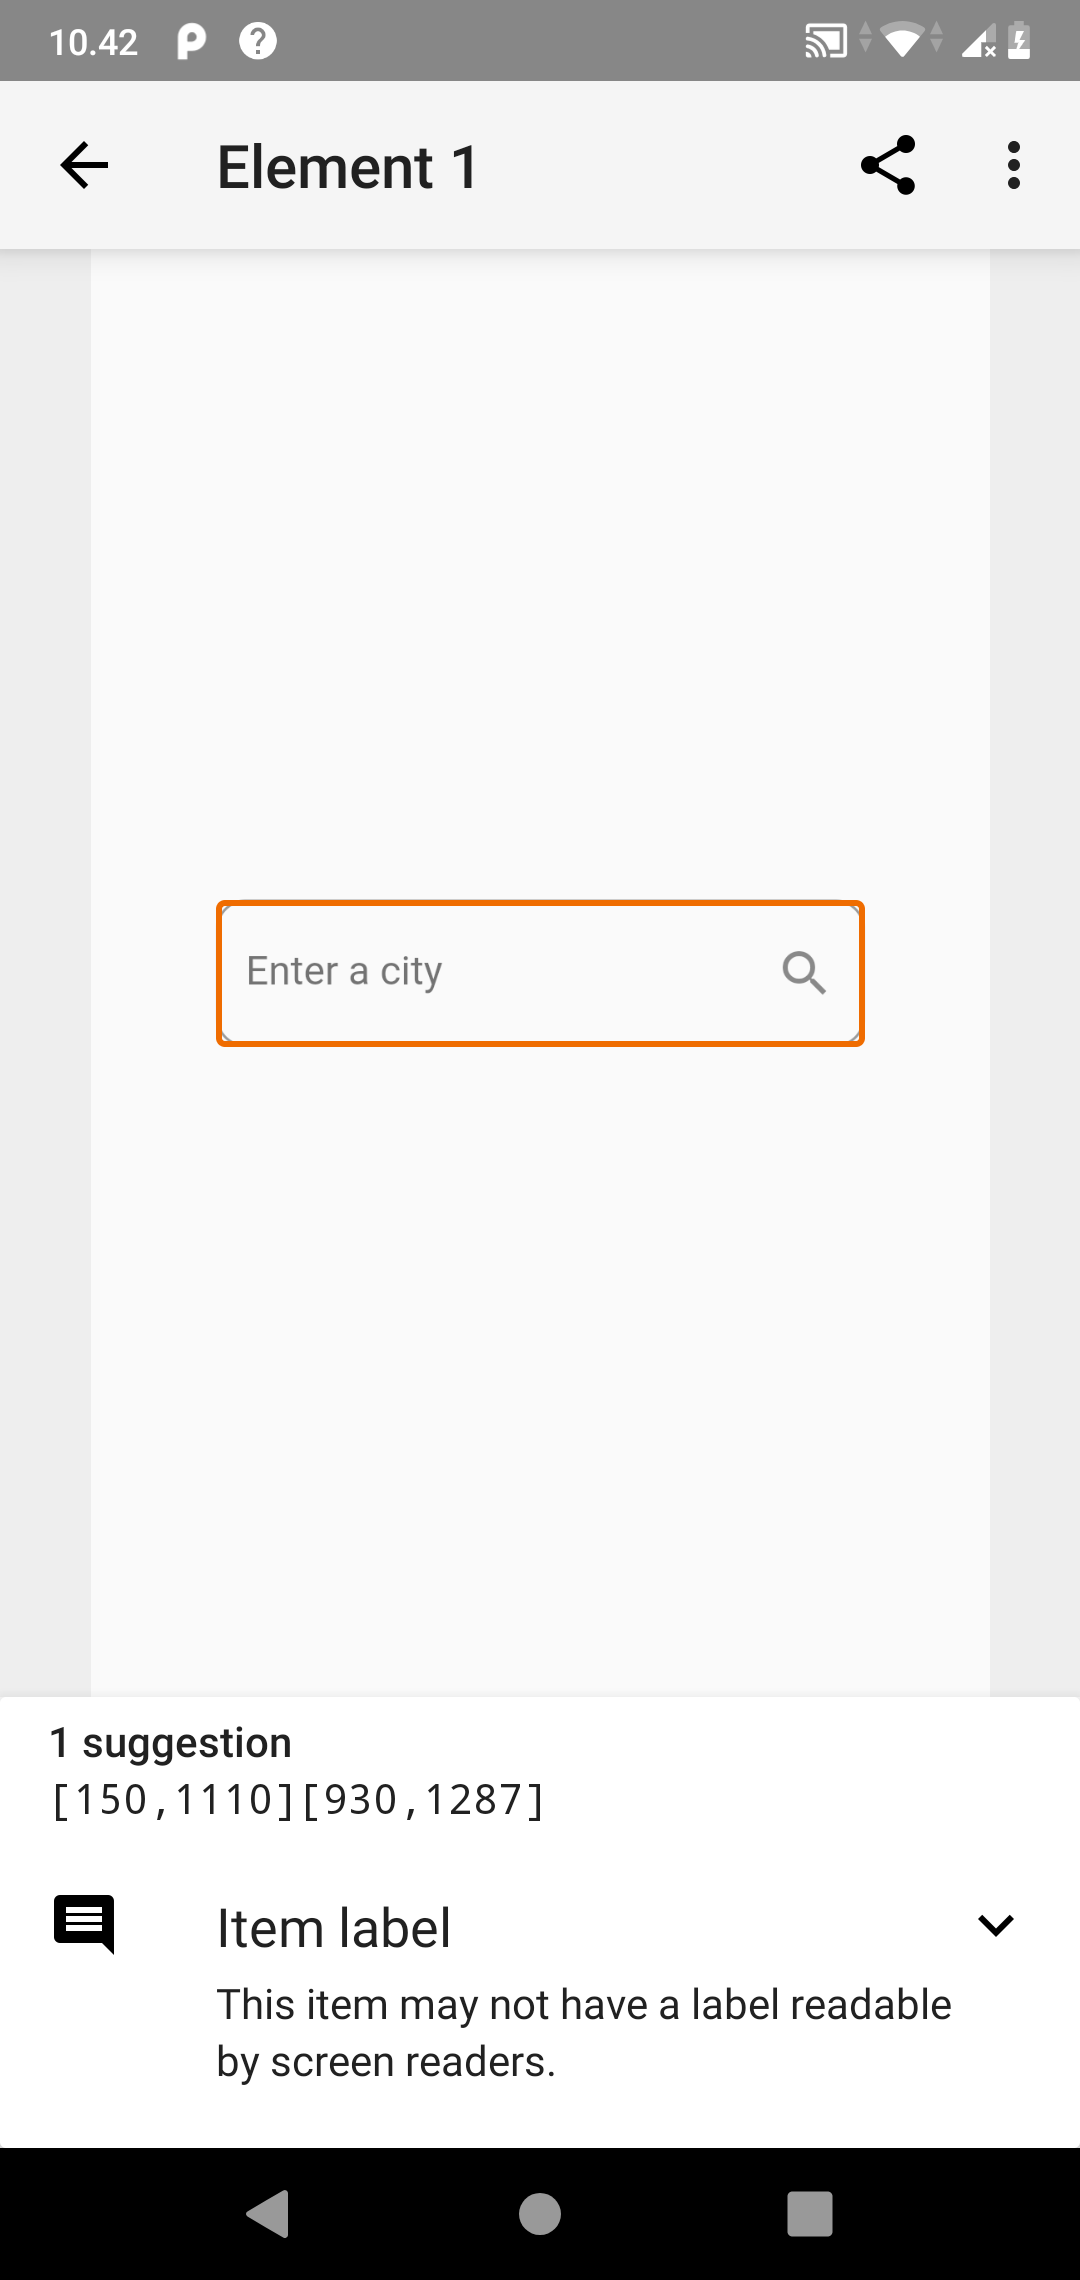 10.42
Element 1
Enter a city
1 suggestion
[150,1110][930,1287]
Item label
This item may not have a label readable
by screen readers.